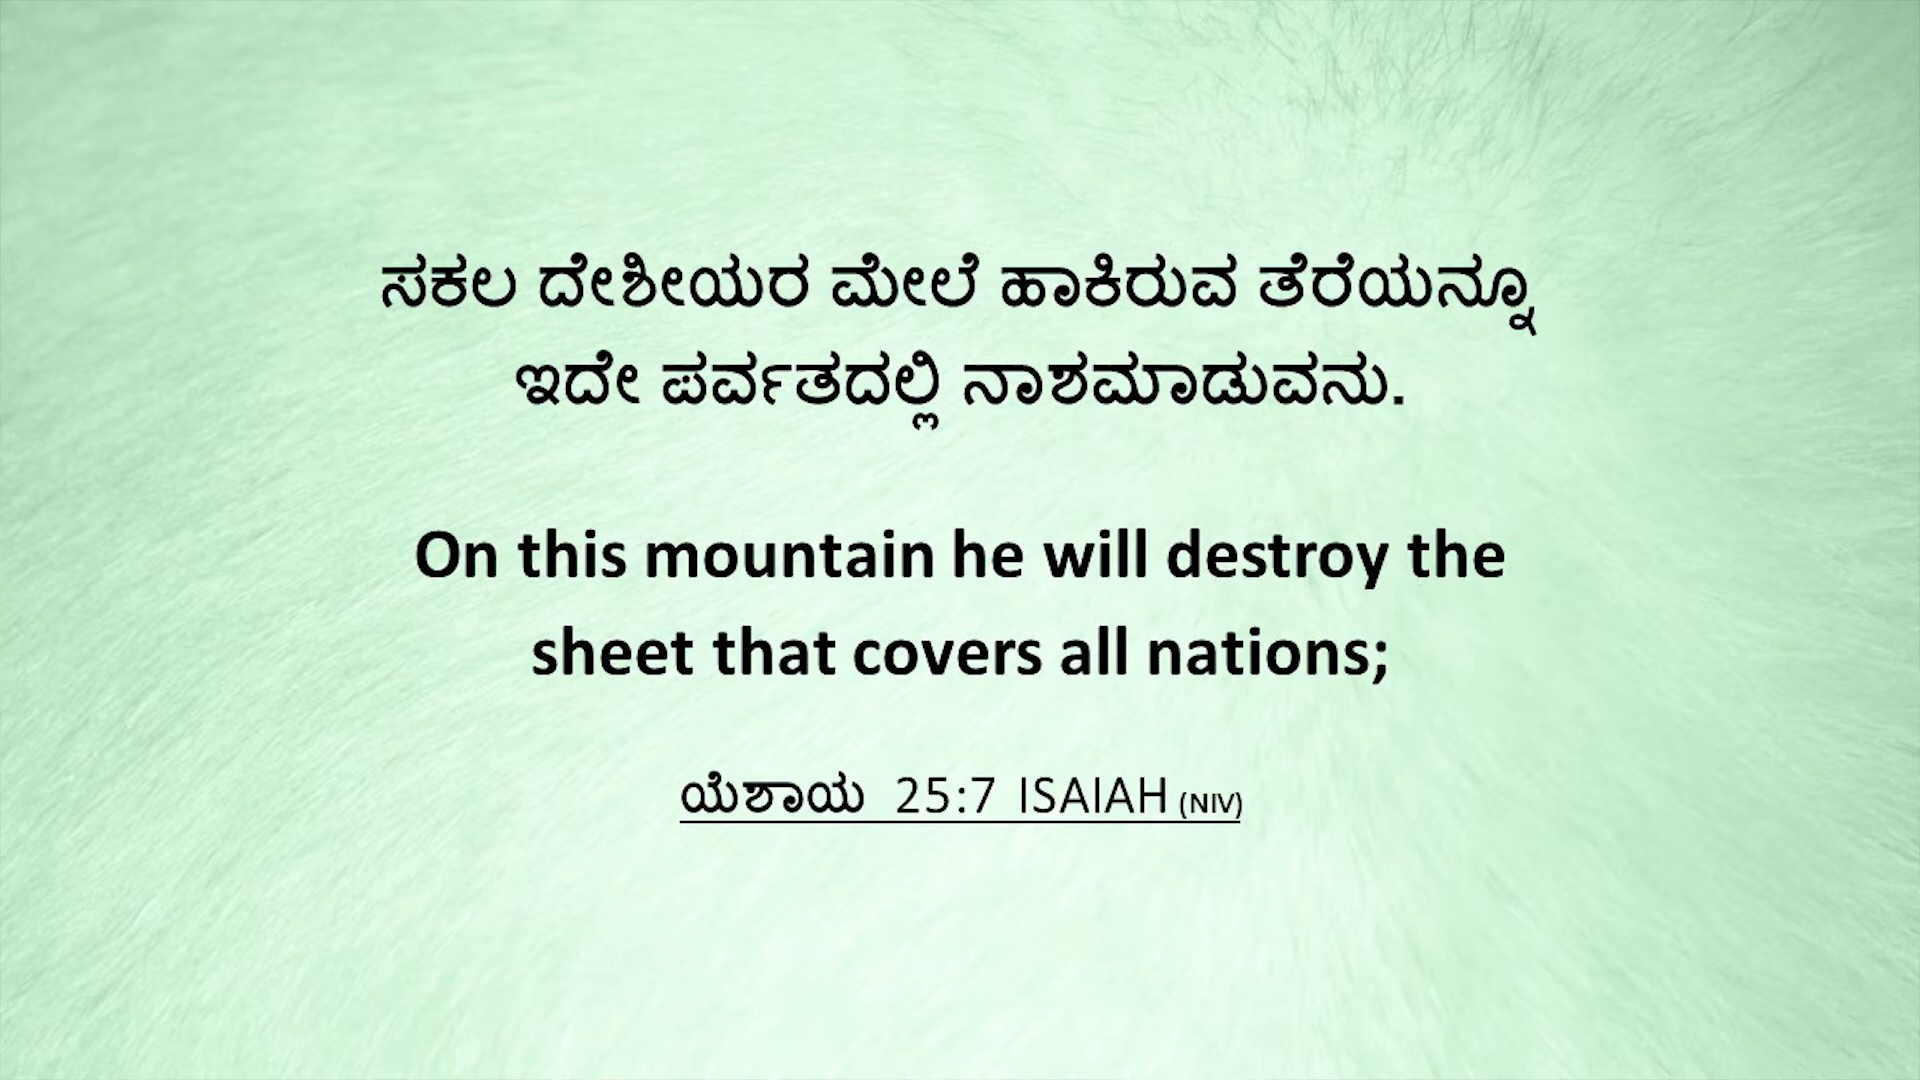 ಸಕಲ ದೇಶೀಯರ ಮೇಲೆ ಹಾಕಿರುವ ತೆರೆಯನ್ನೂ
ಇದೇ ಪರ್ವತದಲ್ಲಿ ನಾಶಮಾಡುವನು.
On this mountain he will destroy the
sheet that covers all nations;
ಯೆಶಾಯ 25:7 ISAIAH (NIV)